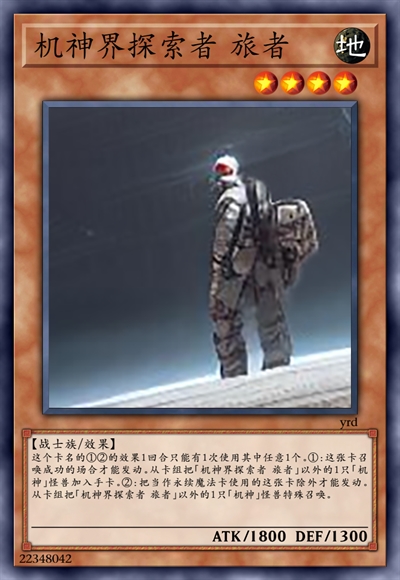 机神界探索者 旅者
地
yrd
【战士族/效果】
这个卡名的①②的效果1回合只能有1次使用其中任意1个。①:这张卡召
唤成功的场合才能发动。从卡组把「机神界探索者 旅者」以外的1只「机
神」怪兽加入手卡。②:把当作永续魔法卡使用的这张卡除外才能发动。
从卡组把「机神界探索者 旅者」以外的1只「机神」怪兽特殊召唤。
ATK/1800 DEF/1300
22348042